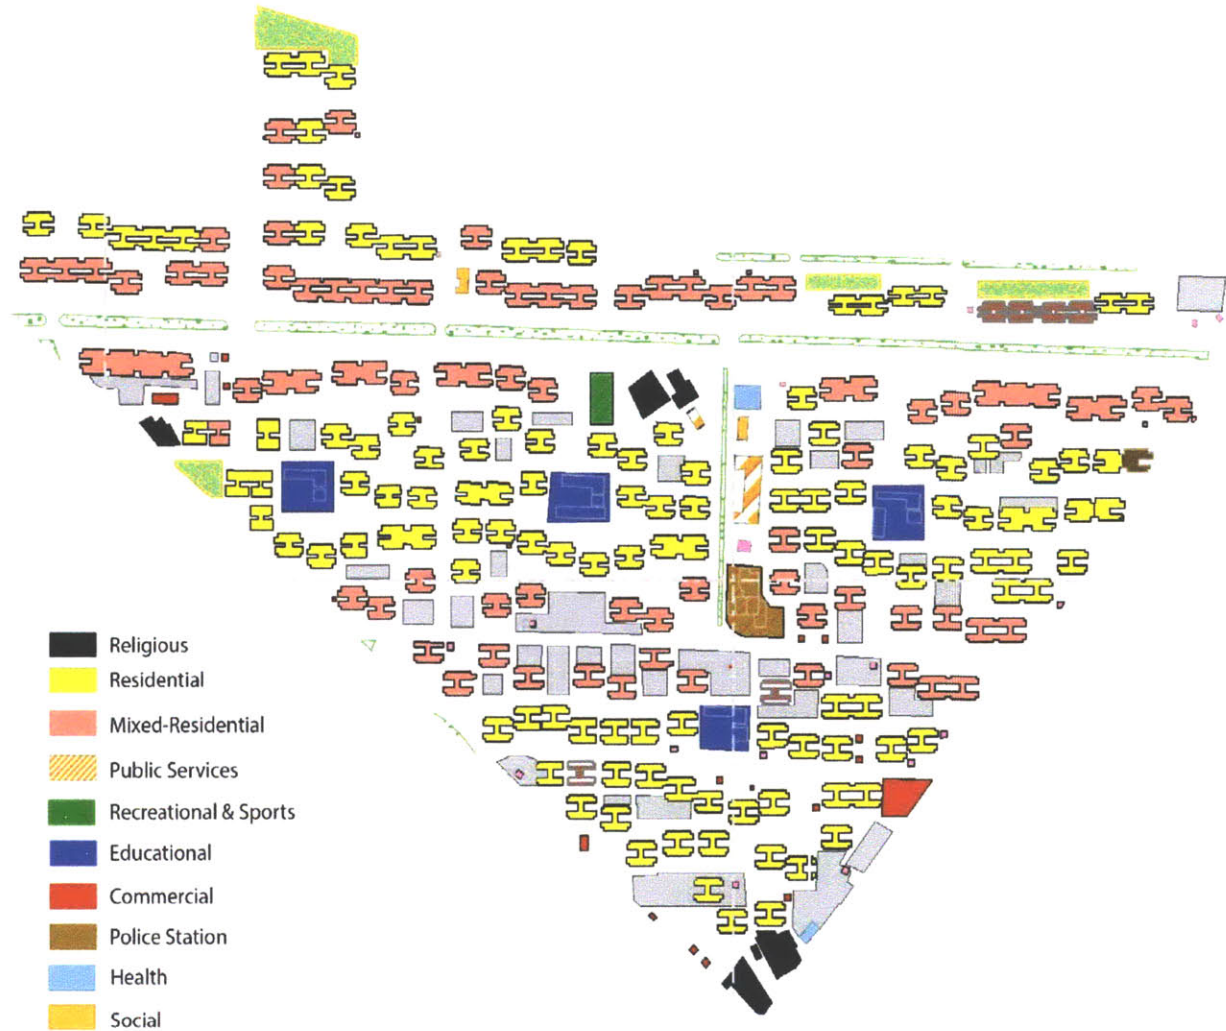 Religious
Residential
Mixed-Residential
Public Services
Recreational & Sports
Educational
Commercial
Police Station
Health
Social